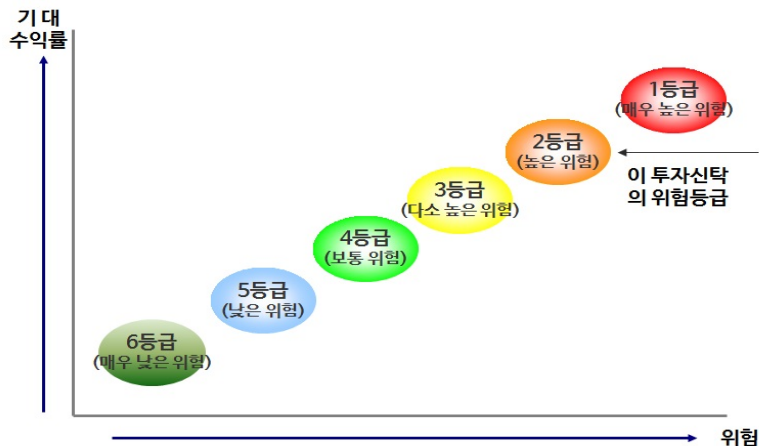 기 대
수익률
1등급
(매우 높은 위험)
2등급
(높은 위험)
이 투자신탁
의 위험등급
3등급
(다소 높은 위험)
4등급
(보통 위험)
5등급
(낮은 위험)
6등급
(매우 낮은 위험)
위험